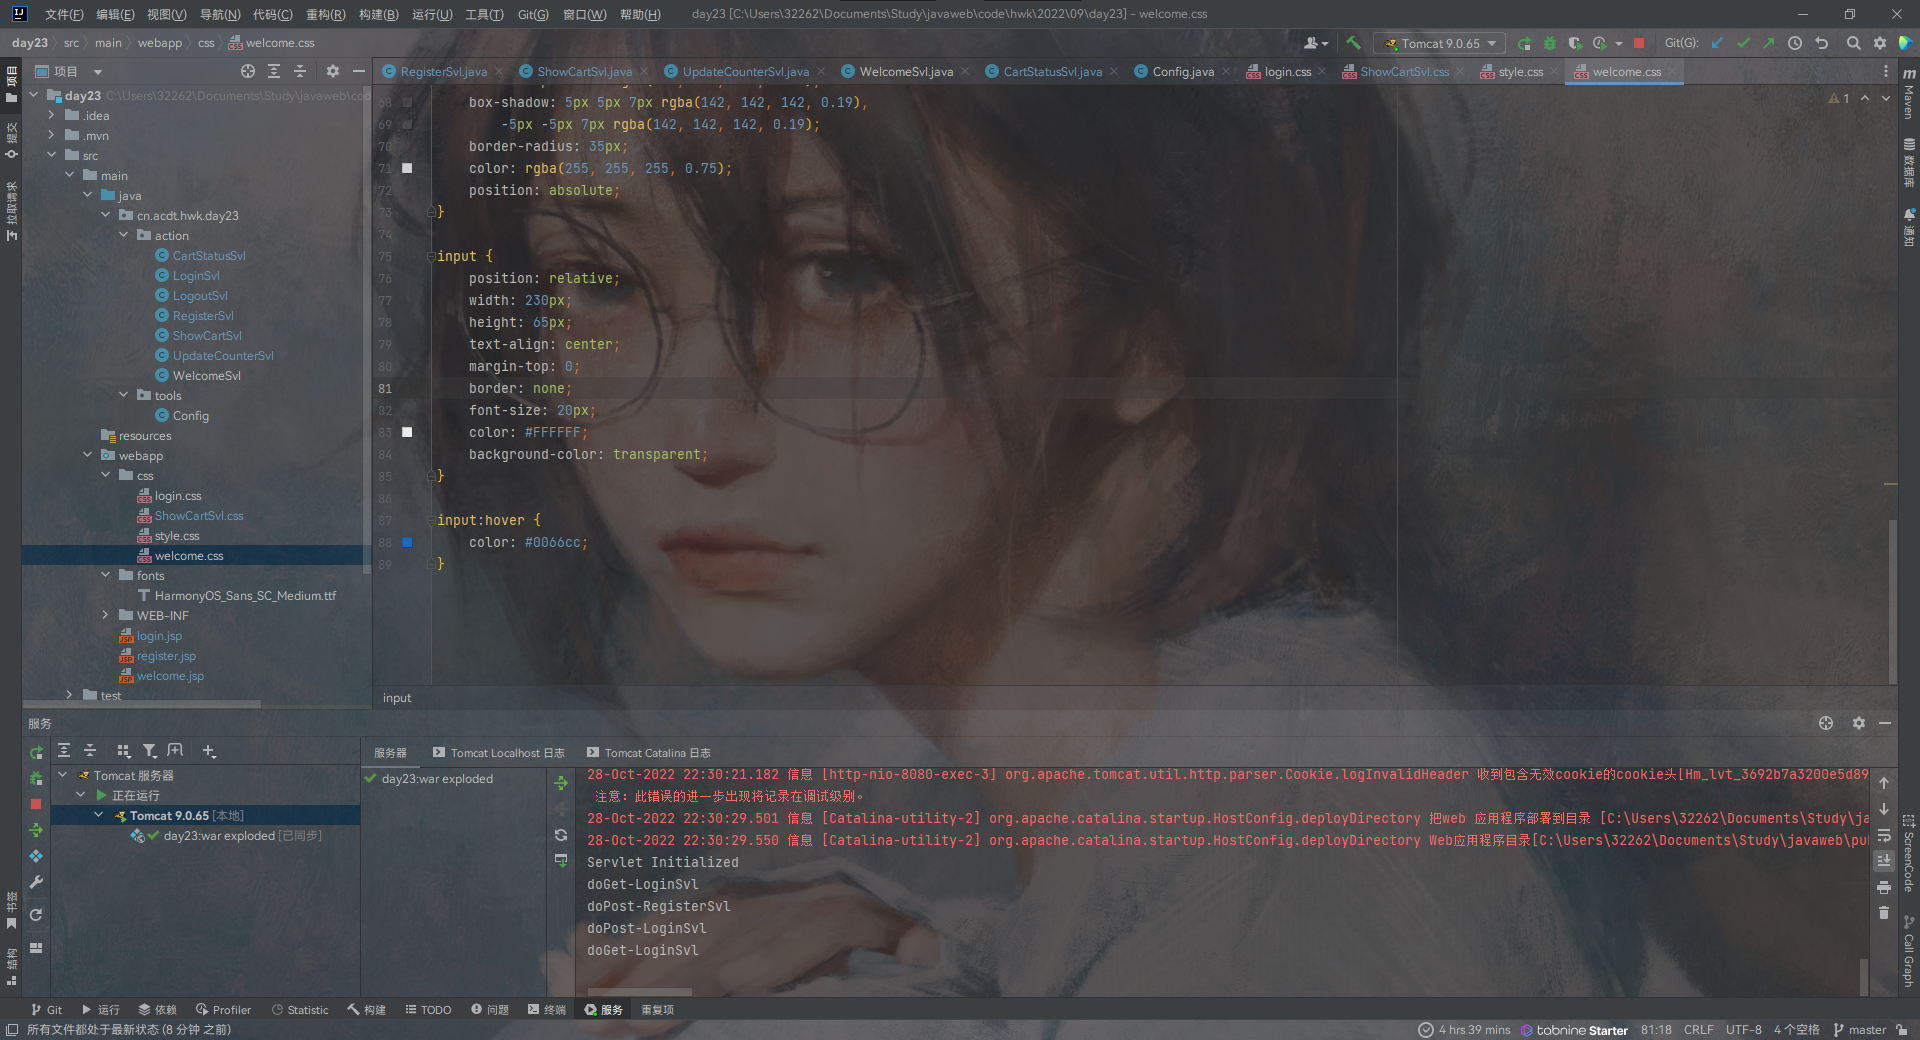 文件(F) 编辑(E) 视图(V) 导航(N) 代码(C) 重构(R) 构建(B) 运行(U) 工具(T) Git(G) 窗口(W) 帮助(H) day23 [C:\Users\32262\Documents\Study\javaweb\code\hwk\2022\09\day23] - welcome.css
day23 src main webapp css welcome.css Tomcat 9.0.65 Git(G):
项目 RegisterSvl.java ShowCartSvl.java UpdateCounterSvl.java WelcomeSvl.java CartStatusSvl.java Config.java login.css ShowCartSvl.css style.css welcome.css
项目
提交
拉取请求
书签
结构
day23 C:\Users\32262\Documents\Study\javaweb\cod
.idea
.mvn
src
main
java
cn.acdt.hwk.day23
action
CartStatusSvl
LoginSvl
LogoutSvl
RegisterSvl
ShowCartSvl
UpdateCounterSvl
WelcomeSvl
tools
Config
resources
webapp
css
login.css
ShowCartSvl.css
style.css
welcome.css
fonts
HarmonyOS_Sans_SC_Medium.ttf
WEB-INF
login.jsp
register.jsp
welcome.jsp
test
1
68 box-shadow: 5px 5px 7px rgba(142, 142, 142, 0.19),
69 -5px -5px 7px rgba(142, 142, 142, 0.19);
70 border-radius: 35px;
71 color: rgba(255, 255, 255, 0.75);
72 position: absolute;
73 }
74
75 input {
76 position: relative;
77 width: 230px;
78 height: 65px;
79 text-align: center;
80 margin-top: 0;
81 border: none;
82 font-size: 20px;
83 color: #FFFFFF;
84 background-color: transparent;
85 }
86
87 input:hover {
88 color: #0066cc;
89 }
input
m Maven
数据库
通知
ScreenCode
Call Graph
服务
Tomcat 服务器
正在运行
Tomcat 9.0.65 [本地]
day23:war exploded [已同步]
服务器 Tomcat Localhost 日志 Tomcat Catalina 日志
day23:war exploded
28-Oct-2022 22:30:21.182 信息 [http-nio-8080-exec-3] org.apache.tomcat.util.http.parser.Cookie.logInvalidHeader 收到包含无效cookie的cookie头[Hm_lvt_3692b7a3200e5d89
注意: 此错误的进一步出现将记录在调试级别。
28-Oct-2022 22:30:29.501 信息 [Catalina-utility-2] org.apache.catalina.startup.HostConfig.deployDirectory 把web 应用程序部署到目录 [C:\Users\32262\Documents\Study\ja
28-Oct-2022 22:30:29.550 信息 [Catalina-utility-2] org.apache.catalina.startup.HostConfig.deployDirectory Web应用程序目录[C:\Users\32262\Documents\Study\javaweb\pu
Servlet Initialized
doGet-LoginSvl
doPost-RegisterSvl
doPost-LoginSvl
doGet-LoginSvl
Git 运行 依赖 Profiler Statistic 构建 TODO 问题 终端 服务 重复项
所有文件都处于最新状态 (8 分钟 之前) 4 hrs 39 mins tabnine Starter 81:18 CRLF UTF-8 4 个空格 master